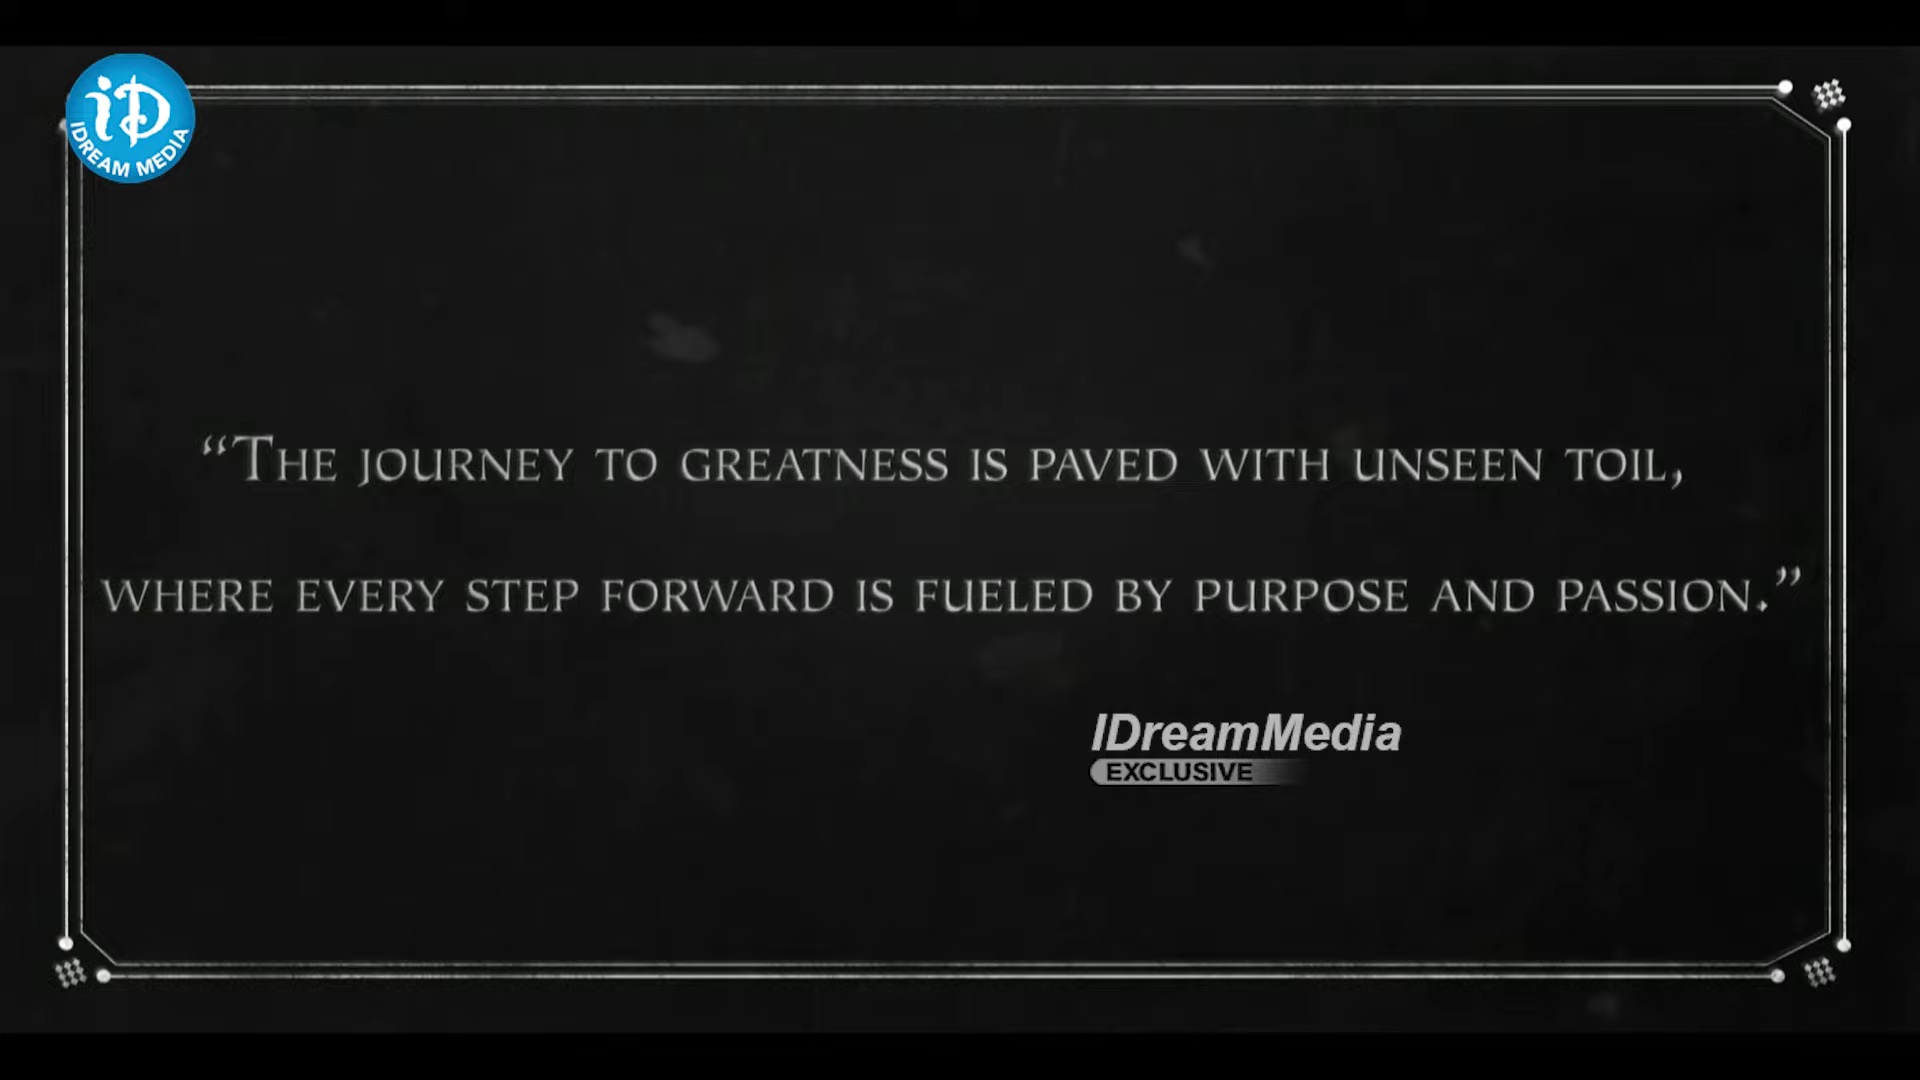 iD
IDREAM MEDIA
“The journey to greatness is paved with unseen toil,
where every step forward is fueled by purpose and passion.”
IDreamMedia
EXCLUSIVE